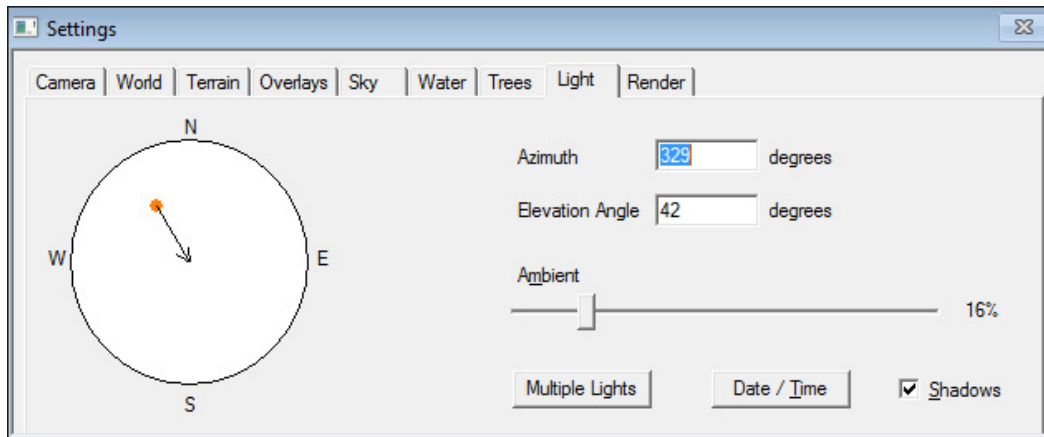 Settings
Camera World Terrain Overlays Sky Water Trees Light Render
N
W
E
S
Azimuth 329 degrees
Elevation Angle 42 degrees
Ambient
16%
Multiple Lights Date / Time Shadows